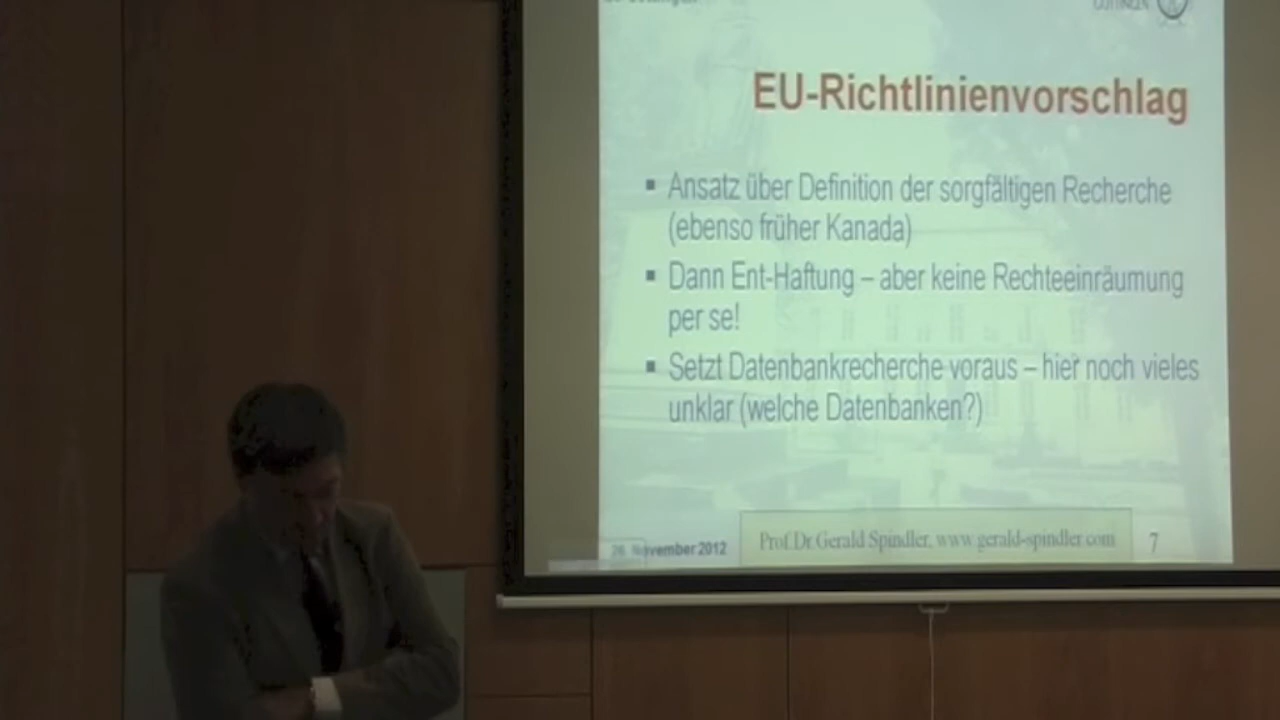 EU-Richtlinienvorschlag
▪ Ansatz über Definition der sorgfältigen Recherche
(ebenso früher Kanada)
▪ Dann Ent-Haftung – aber keine Rechteeinräumung
per se!
▪ Setzt Datenbankrecherche voraus – hier noch vieles
unklar (welche Datenbanken?)
November 2012
Prof.Dr.Gerald Spindler, www.gerald-spindler.com
7